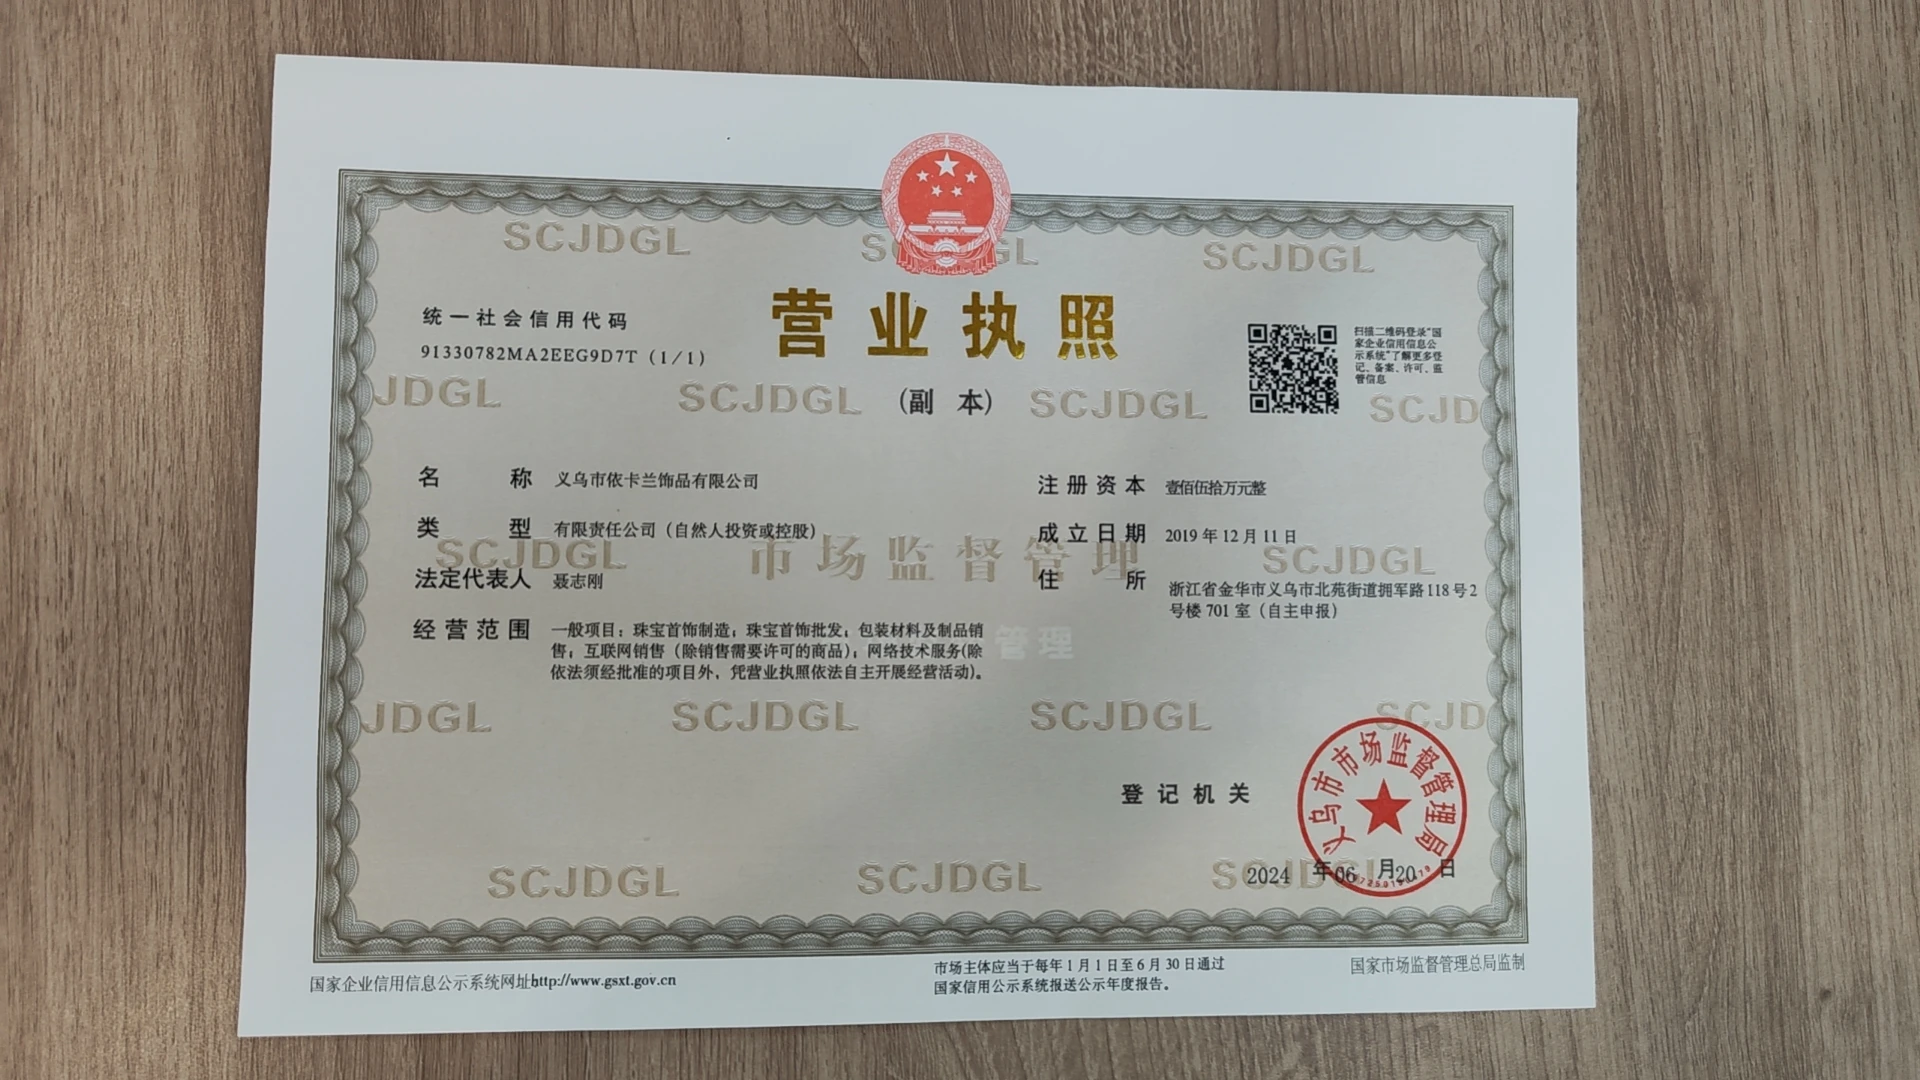 SCJDGL
SCJDGL
统一社会信用代码
91330782MA2EEG9D7T (1/1)
营业执照
(副 本)
扫描二维码登录“国
家企业信用信息公
示系统”了解更多登
记、备案、许可、监
管信息
JDGL
SCJDGL
SCJDGL
SCJD
名 称 义乌市依卡兰饰品有限公司
类 型 有限责任公司（自然人投资或控股）
法定代表人 聂志刚
经营范围 一般项目：珠宝首饰制造；珠宝首饰批发；包装材料及制品销
售；互联网销售（除销售需要许可的商品）；网络技术服务(除
依法须经批准的项目外，凭营业执照依法自主开展经营活动)。
注册资本 壹佰伍拾万元整
成立日期 2019 年 12 月 11 日
住 所 浙江省金华市义乌市北苑街道拥军路118号2
号楼 701 室（自主申报）
SCJDGL
市场监督管理
SCJDGL
管理
JDGL
SCJDGL
SCJDGL
SCJD
登记机关
义乌市市场监督管理局
2024 年06 月20 日
SCJDGL
SCJDGL
国家企业信用信息公示系统网址http://www.gsxt.gov.cn
市场主体应当于每年1月1日至6月30日通过
国家信用公示系统报送公示年度报告。
国家市场监督管理总局监制